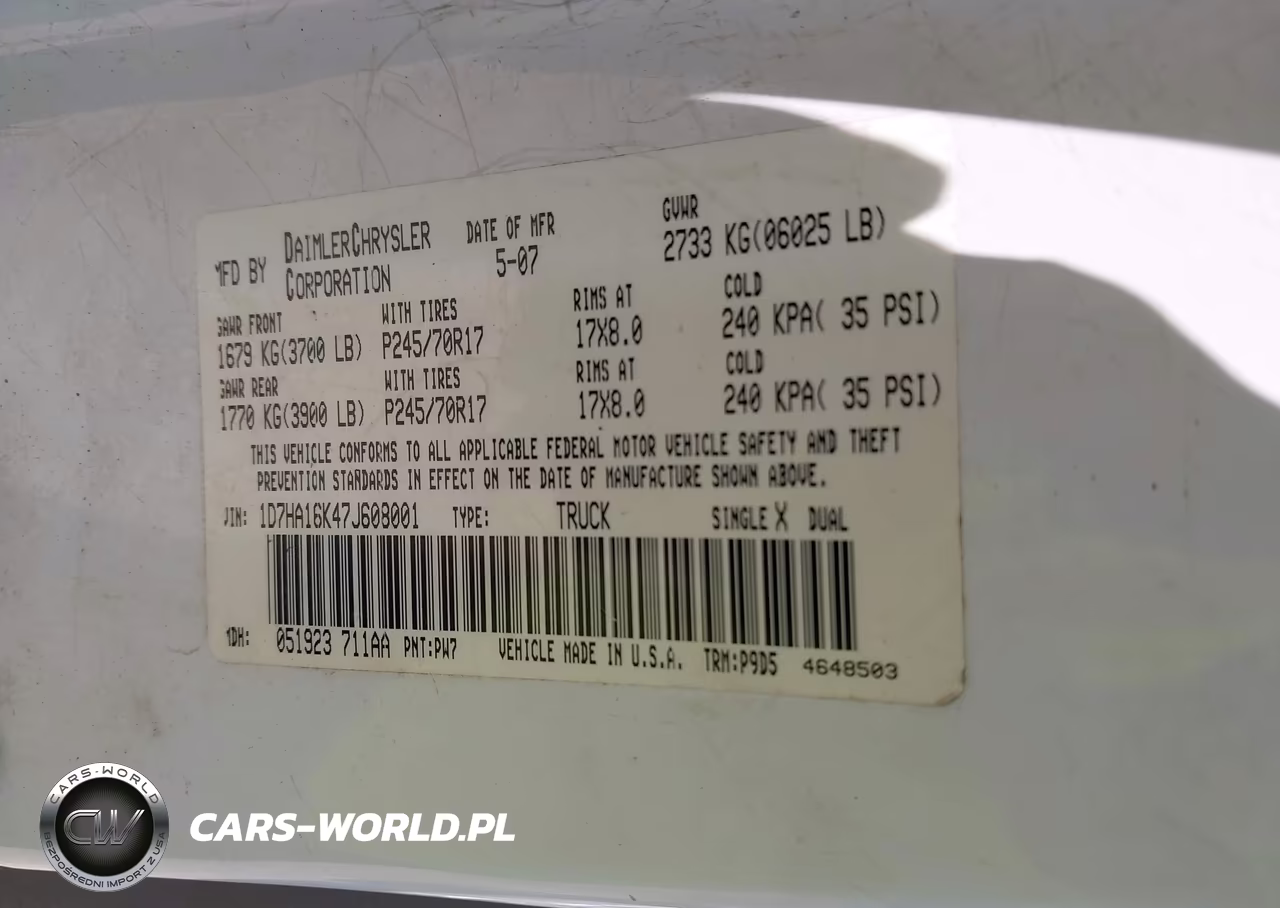 MFD BY DAIMLERCHRYSLER CORPORATION
DATE OF MFR
5-07
GVWR
2733 KG(06025 LB)
GAWR FRONT WITH TIRES RIMS AT COLD
1679 KG(3700 LB) P245/70R17 17X8.0 240 KPA( 35 PSI)
GAWR REAR WITH TIRES RIMS AT COLD
1770 KG(3900 LB) P245/70R17 17X8.0 240 KPA( 35 PSI)
THIS VEHICLE CONFORMS TO ALL APPLICABLE FEDERAL MOTOR VEHICLE SAFETY AND THEFT
PREVENTION STANDARDS IN EFFECT ON THE DATE OF MANUFACTURE SHOWN ABOVE.
VIN: 1D7HA16K47J608001 TYPE: TRUCK SINGLE X DUAL
MDH: 051923 711AA PNT:PW7 VEHICLE MADE IN U.S.A. TRM:P9D5 4648503
CARS-WORLD
CW
BEZPOŚREDNI IMPORT Z USA
CARS-WORLD.PL